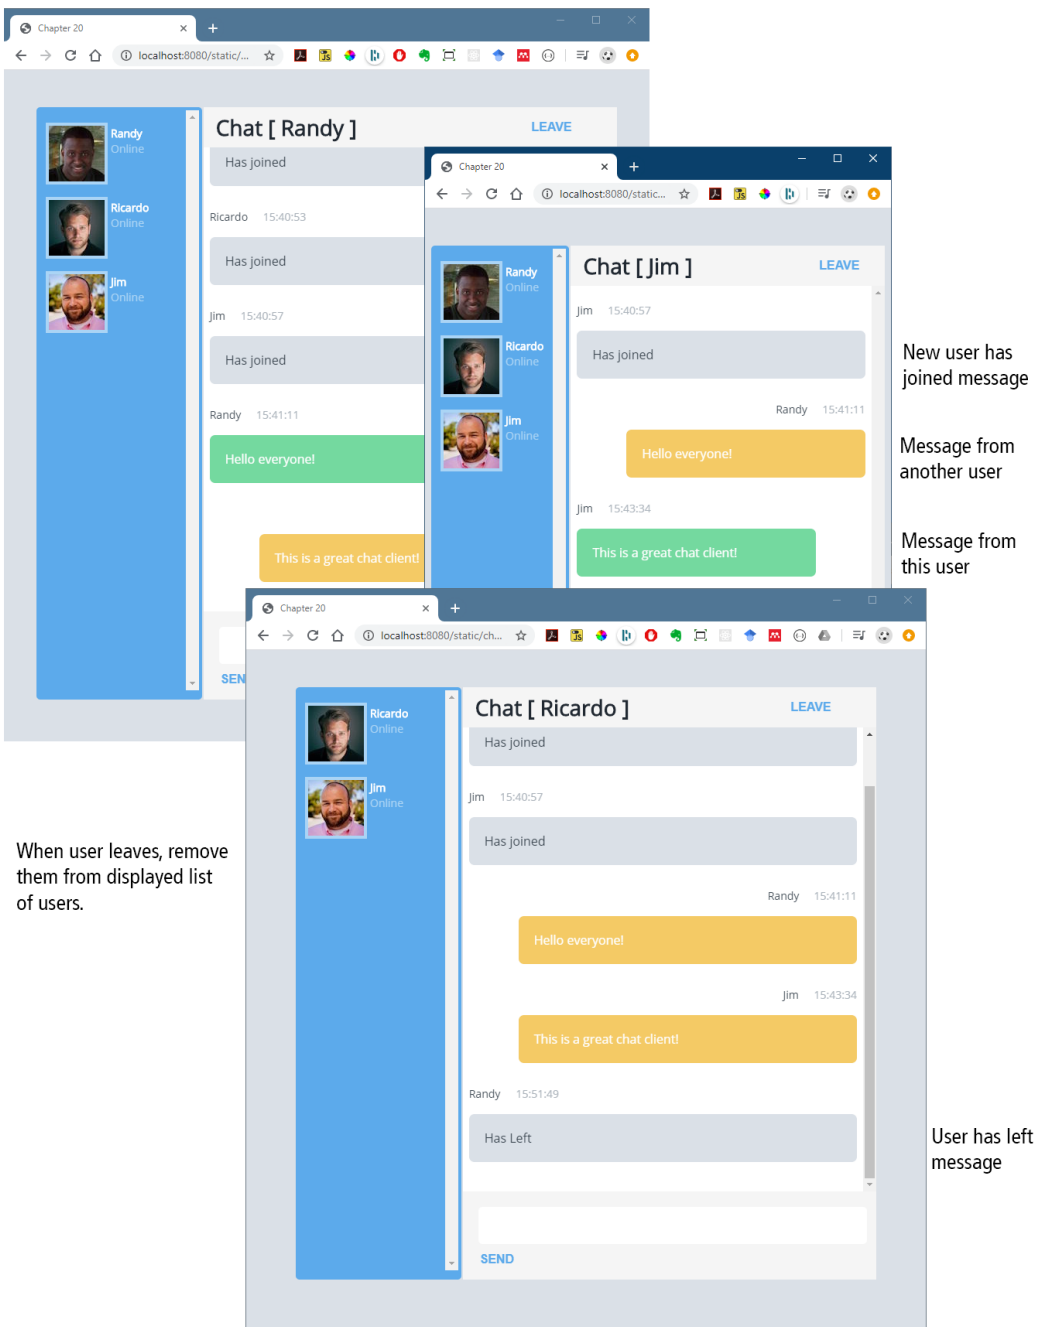 Chapter 20
localhost:8080/static/...
Randy
Online
Ricardo
Online
Jim
Online
Chat [ Randy ]
LEAVE
Has joined
Ricardo 15:40:53
Has joined
Jim 15:40:57
Has joined
Randy 15:41:11
Hello everyone!
This is a great chat client!
SEN
Chapter 20
localhost:8080/static...
Randy
Online
Ricardo
Online
Jim
Online
Chat [ Jim ]
LEAVE
Jim 15:40:57
Has joined
Randy 15:41:11
Hello everyone!
Jim 15:43:34
This is a great chat client!
New user has
joined message
Message from
another user
Message from
this user
Chapter 20
localhost:8080/static/ch...
Ricardo
Online
Jim
Online
Chat [ Ricardo ]
LEAVE
Has joined
Jim 15:40:57
Has joined
Randy 15:41:11
Hello everyone!
Jim 15:43:34
This is a great chat client!
Randy 15:51:49
Has Left
SEND
When user leaves, remove
them from displayed list
of users.
User has left
message